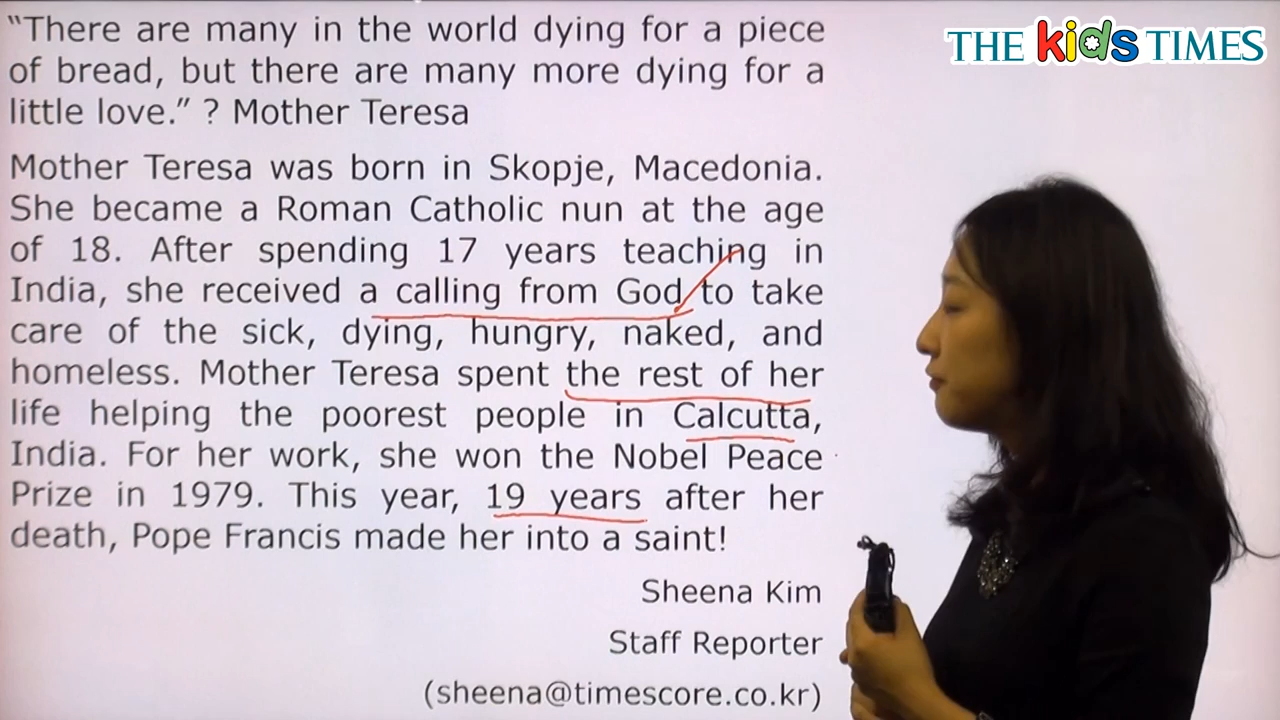 THE kids TIMES
“There are many in the world dying for a piece
of bread, but there are many more dying for a
little love.” ? Mother Teresa
Mother Teresa was born in Skopje, Macedonia.
She became a Roman Catholic nun at the age
of 18. After spending 17 years teaching in
India, she received a calling from God to take
care of the sick, dying, hungry, naked, and
homeless. Mother Teresa spent the rest of her
life helping the poorest people in Calcutta,
India. For her work, she won the Nobel Peace
Prize in 1979. This year, 19 years after her
death, Pope Francis made her into a saint!
Sheena Kim
Staff Reporter
(sheena@timescore.co.kr)